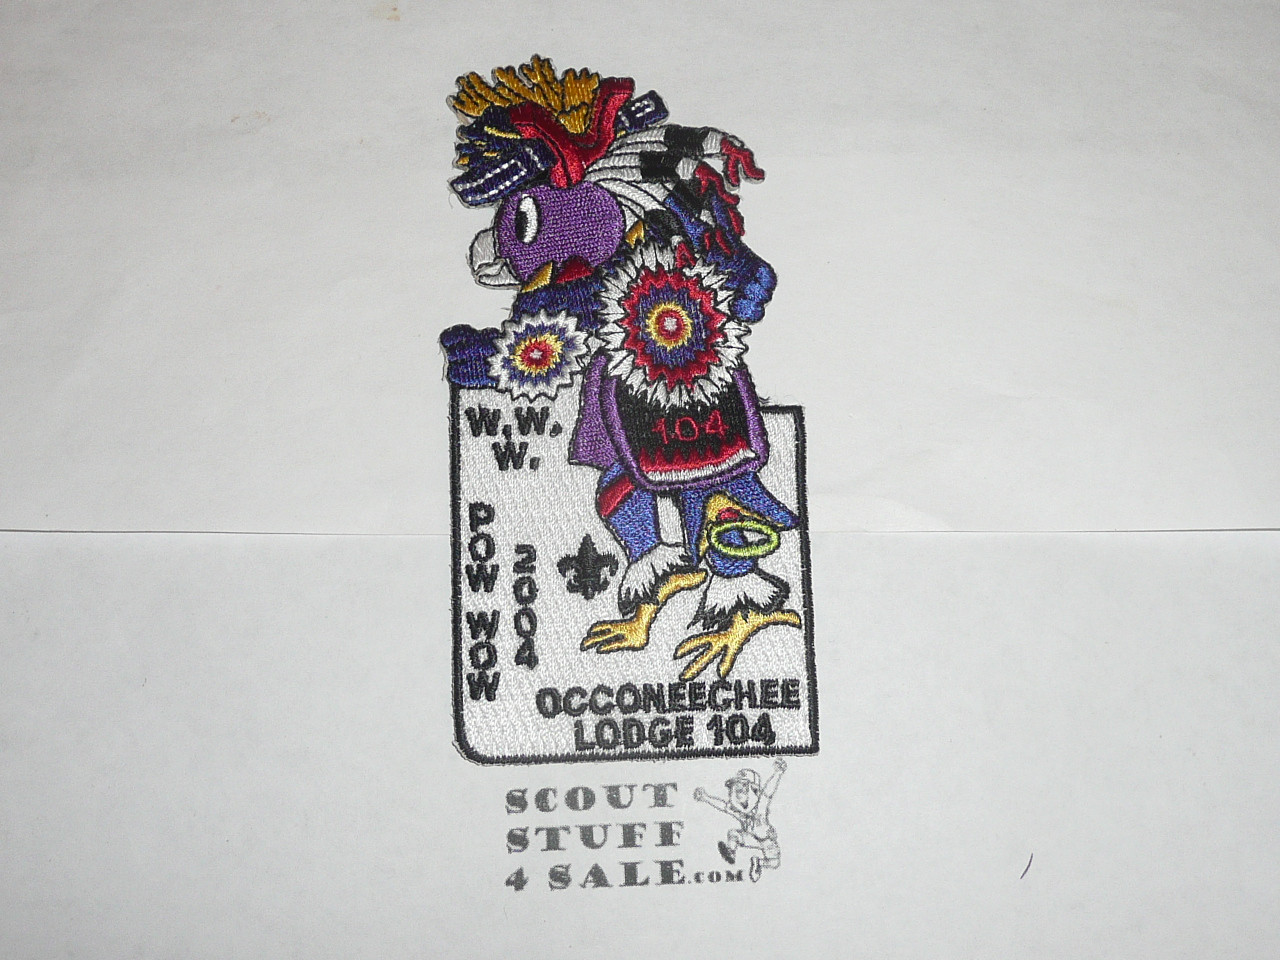 104
W.W.
W.
POW WOW
2004
OCCONEECHEE
LODGE 104
SCOUT
STUFF
4 SALE.COM